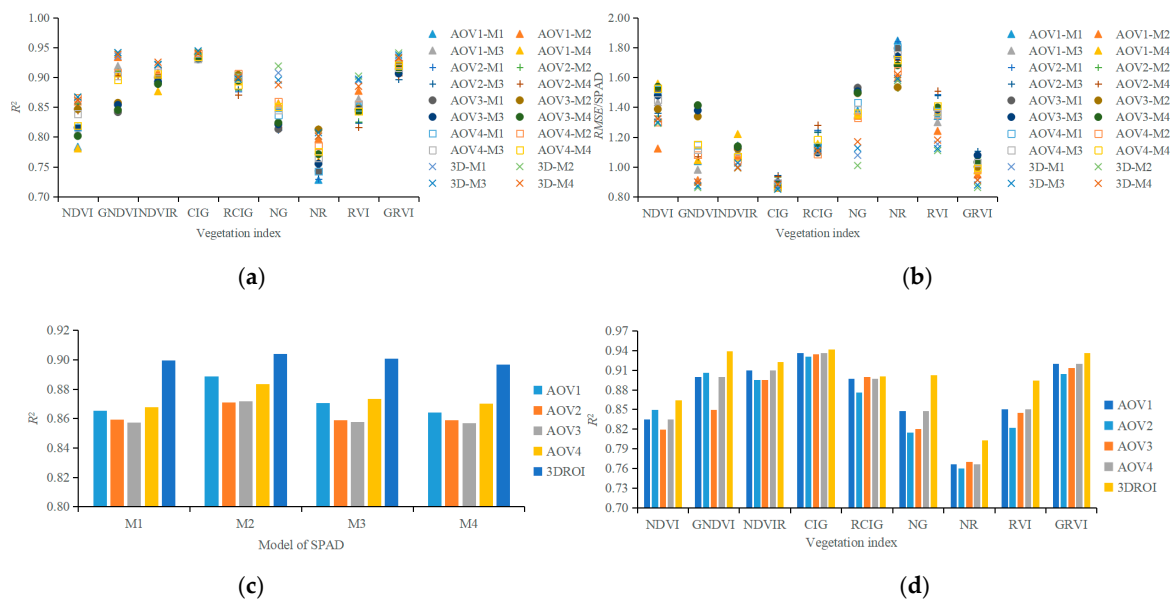 1.00
0.95
0.90
0.85
0.80
0.75
0.70
R²
NDVI GNDVI NDVIR CIG RCIG NG NR RVI GRVI
Vegetation index
AOV1-M1 AOV1-M2
AOV1-M3 AOV1-M4
AOV2-M1 AOV2-M2
AOV2-M3 AOV2-M4
AOV3-M1 AOV3-M2
AOV3-M3 AOV3-M4
AOV4-M1 AOV4-M2
AOV4-M3 AOV4-M4
3D-M1 3D-M2
3D-M3 3D-M4
(a)
2.00
1.80
1.60
1.40
1.20
1.00
0.80
RMSE/SPAD
NDVI GNDVI NDVIR CIG RCIG NG NR RVI GRVI
Vegetation index
AOV1-M1 AOV1-M2
AOV1-M3 AOV1-M4
AOV2-M1 AOV2-M2
AOV2-M3 AOV2-M4
AOV3-M1 AOV3-M2
AOV3-M3 AOV3-M4
AOV4-M1 AOV4-M2
AOV4-M3 AOV4-M4
3D-M1 3D-M2
3D-M3 3D-M4
(b)
0.92
0.90
0.88
0.86
0.84
0.82
0.80
R²
M1 M2 M3 M4
Model of SPAD
AOV1
AOV2
AOV3
AOV4
3DROI
(c)
0.97
0.94
0.91
0.88
0.85
0.82
0.79
0.76
0.73
0.70
R²
NDVI GNDVI NDVIR CIG RCIG NG NR RVI GRVI
Vegetation index
AOV1
AOV2
AOV3
AOV4
3DROI
(d)